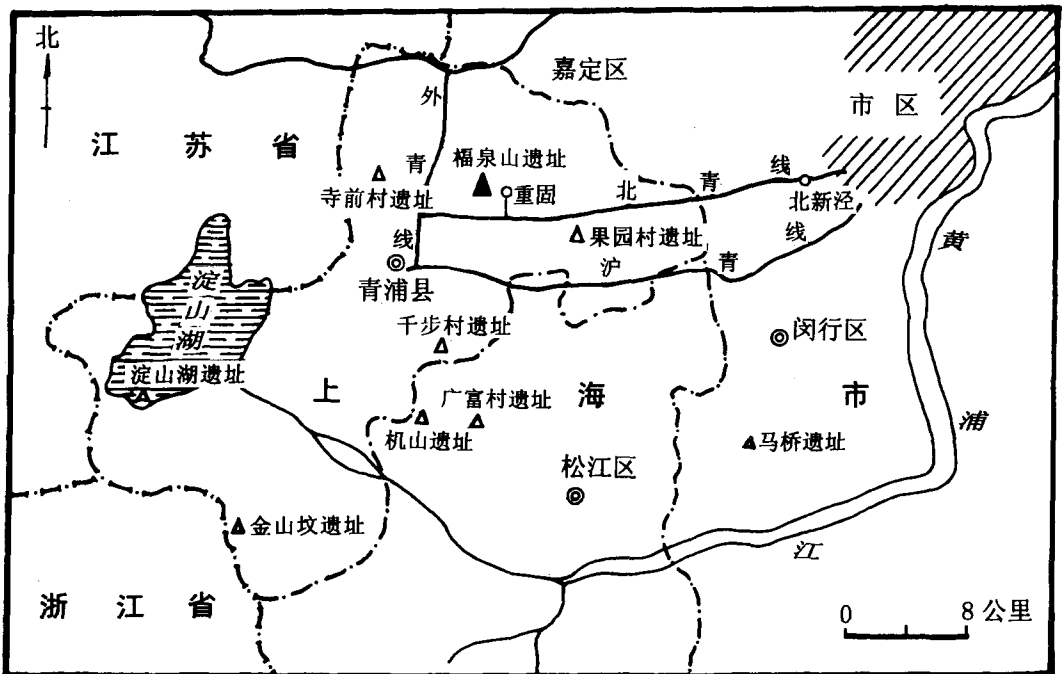 北
嘉定区
市区
外
江苏省
青
福泉山遗址
寺前村遗址
重固
北
青
线
北新泾
线
果园村遗址
沪
青
线
黄
青浦县
淀
山
湖
千步村遗址
闵行区
淀山湖遗址
上
海
市
广富村遗址
机山遗址
马桥遗址
浦
松江区
金山坟遗址
江
浙江省
0 8公里